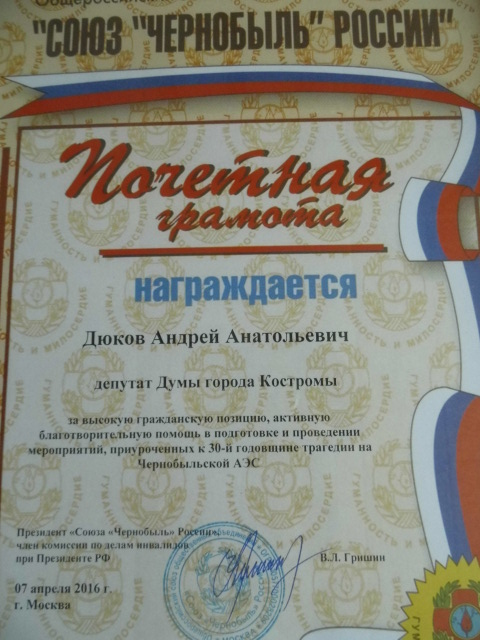 Общероссийск
"СОЮЗ "ЧЕРНОБЫЛЬ" РОССИИ"
Почетная
грамота
награждается
Дюков Андрей Анатольевич
депутат Думы города Костромы
за высокую гражданскую позицию, активную
благотворительную помощь в подготовке и проведении
мероприятий, приуроченных к 30-й годовщине трагедии на
Чернобыльской АЭС
Президент «Союза «Чернобыль» России»,
член комиссии по делам инвалидов
при Президенте РФ
В.Л. Гришин
07 апреля 2016 г.
г. Москва